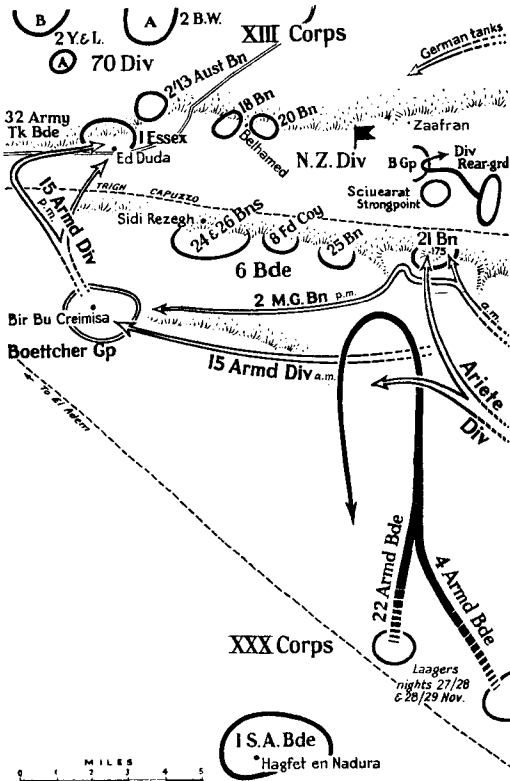 B
A
2 B.W.
XIII Corps
2 Y.& L.
A
70 Div
German tanks
2/13 Aust Bn
32 Army
Tk Bde
1 Essex
18 Bn
20 Bn
Belhamed
Zaafran
Ed Duda
N.Z. Div
B Gp
Div
Rear-grd
Sciuearat
Strongpoint
TRIGH CAPUZZO
15 Armd Div
p.m.
Sidi Rezegh
24 & 26 Bns
8 Fd Coy
25 Bn
21 Bn
175
6 Bde
2 M.G. Bn p.m.
a.m.
Bir Bu Creimisa
Boettcher Gp
15 Armd Div a.m.
Ariete
Div
To El Adem
22 Armd Bde
4 Armd Bde
XXX Corps
Laagers
nights 27/28
& 28/29 Nov.
1 S.A. Bde
Hagfet en Nadura
MILES
1 0 1 2 3 4 5